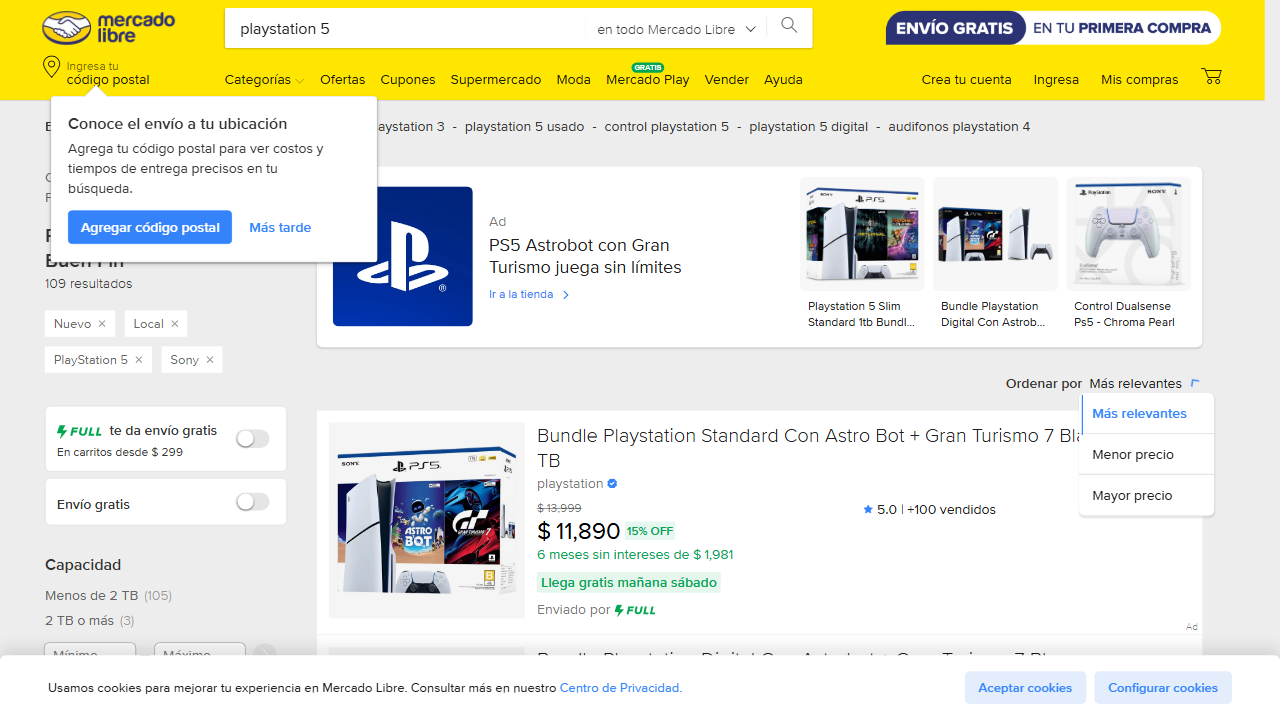 mercado
libre
playstation 5
en todo Mercado Libre
ENVÍO GRATIS EN TU PRIMERA COMPRA
Ingresa tu
código postal
Categorías
Ofertas
Cupones
Supermercado
Moda
GRATIS
Mercado Play
Vender
Ayuda
Crea tu cuenta
Ingresa
Mis compras
Conoce el envío a tu ubicación
Agrega tu código postal para ver costos y
tiempos de entrega precisos en tu
búsqueda.
Agregar código postal
Más tarde
aystation 3 - playstation 5 usado - control playstation 5 - playstation 5 digital - audifonos playstation 4
Buen Fin
109 resultados
Nuevo ×
Local ×
PlayStation 5 ×
Sony ×
FULL te da envío gratis
En carritos desde $ 299
Envío gratis
Capacidad
Menos de 2 TB (105)
2 TB o más (3)
Mínimo
Máximo
Ad
PS5 Astrobot con Gran
Turismo juega sin límites
Ir a la tienda
Playstation 5 Slim
Standard 1tb Bundl...
Bundle Playstation
Digital Con Astrob...
Control Dualsense
Ps5 - Chroma Pearl
Ordenar por Más relevantes
Más relevantes
Menor precio
Mayor precio
SONY
PS5
ASTRO
BOT
GRAN
TURISMO
Bundle Playstation Standard Con Astro Bot + Gran Turismo 7 Bla
TB
playstation
$ 13,999
$ 11,890 15% OFF
6 meses sin intereses de $ 1,981
Llega gratis mañana sábado
Enviado por FULL
5.0 | +100 vendidos
Ad
Usamos cookies para mejorar tu experiencia en Mercado Libre. Consultar más en nuestro Centro de Privacidad.
Aceptar cookies
Configurar cookies